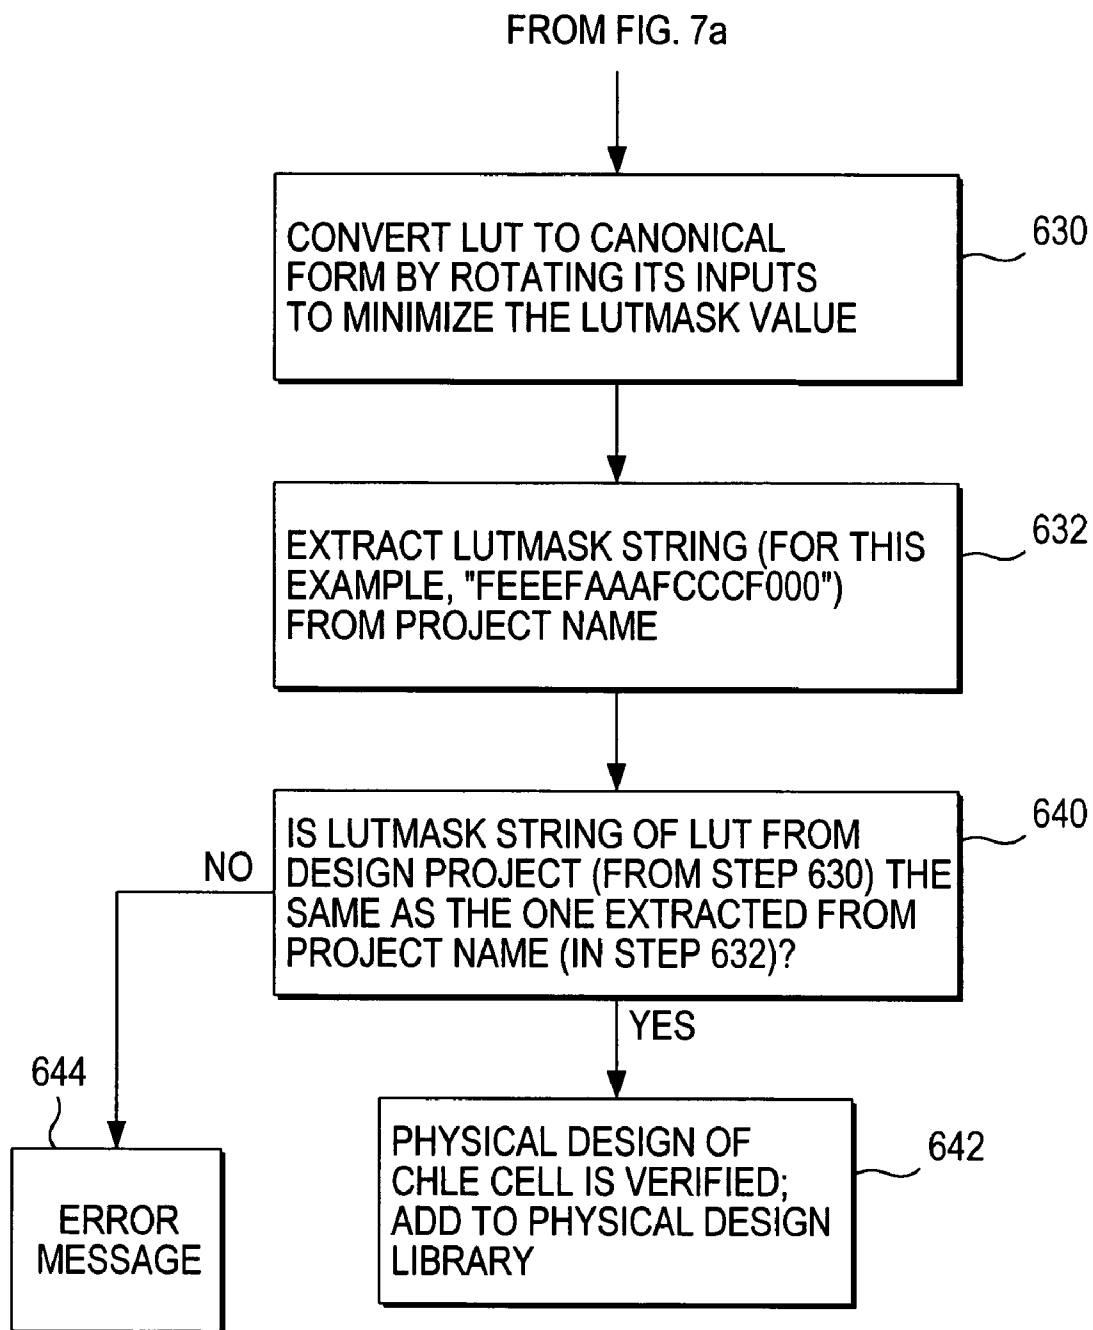 FROM FIG. 7a
CONVERT LUT TO CANONICAL
FORM BY ROTATING ITS INPUTS
TO MINIMIZE THE LUTMASK VALUE
630
EXTRACT LUTMASK STRING (FOR THIS
EXAMPLE, "FEEEFAAAFCCCF000")
FROM PROJECT NAME
632
IS LUTMASK STRING OF LUT FROM
DESIGN PROJECT (FROM STEP 630) THE
SAME AS THE ONE EXTRACTED FROM
PROJECT NAME (IN STEP 632)?
640
NO
YES
644
ERROR
MESSAGE
PHYSICAL DESIGN OF
CHLE CELL IS VERIFIED;
ADD TO PHYSICAL DESIGN
LIBRARY
642